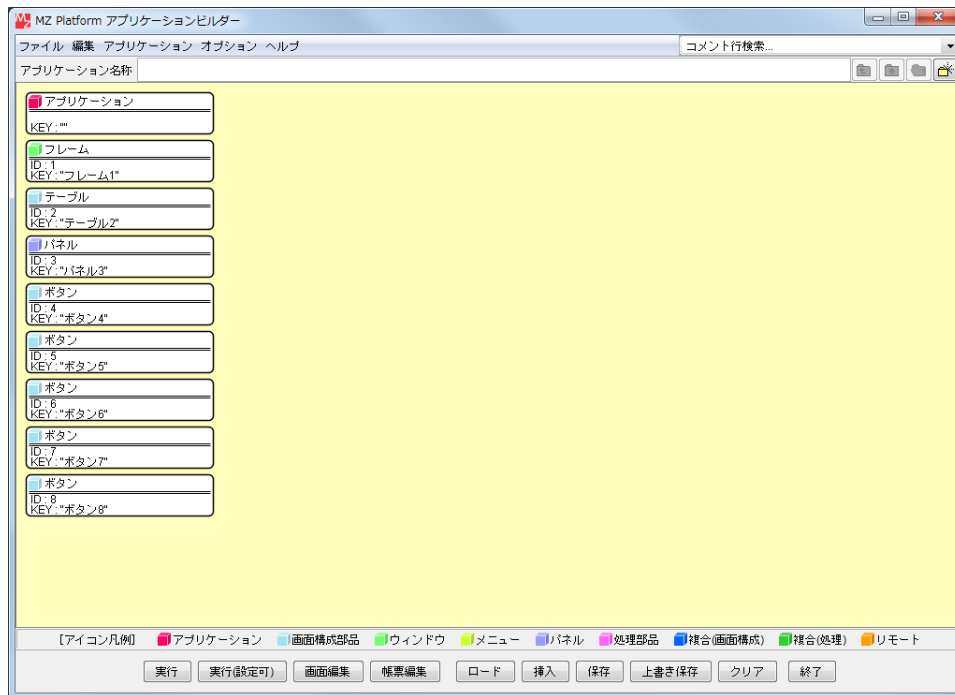 MZ Platform アプリケーションビルダー
ファイル 編集 アプリケーション オプション ヘルプ コメント行検索...
アプリケーション名称
アプリケーション
KEY:""
フレーム
ID:1
KEY:"フレーム1"
テーブル
ID:2
KEY:"テーブル2"
パネル
ID:3
KEY:"パネル3"
ボタン
ID:4
KEY:"ボタン4"
ボタン
ID:5
KEY:"ボタン5"
ボタン
ID:6
KEY:"ボタン6"
ボタン
ID:7
KEY:"ボタン7"
ボタン
ID:8
KEY:"ボタン8"
[アイコン凡例] アプリケーション 画面構成部品 ウィンドウ メニュー パネル 処理部品 複合(画面構成) 複合(処理) リモート
実行 実行(設定可) 画面編集 帳票編集 ロード 挿入 保存 上書き保存 クリア 終了